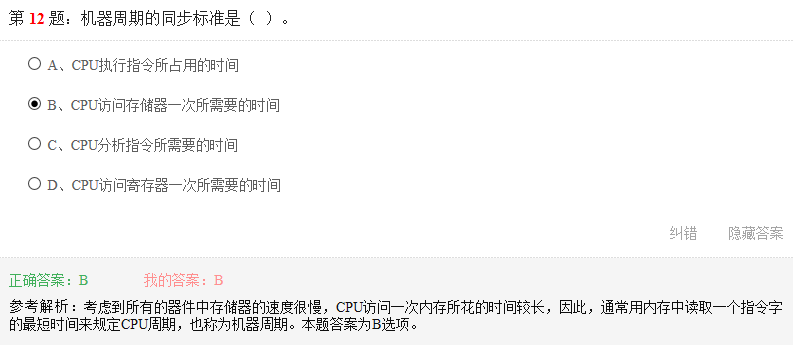 第 12 题：机器周期的同步标准是（  ）。
A、CPU执行指令所占用的时间
B、CPU访问存储器一次所需要的时间
C、CPU分析指令所需要的时间
D、CPU访问寄存器一次所需要的时间
纠错 隐藏答案
正确答案：B 我的答案：B
参考解析：考虑到所有的器件中存储器的速度很慢，CPU访问一次内存所花的时间较长，因此，通常用内存中读取一个指令字
的最短时间来规定CPU周期，也称为机器周期。本题答案为B选项。